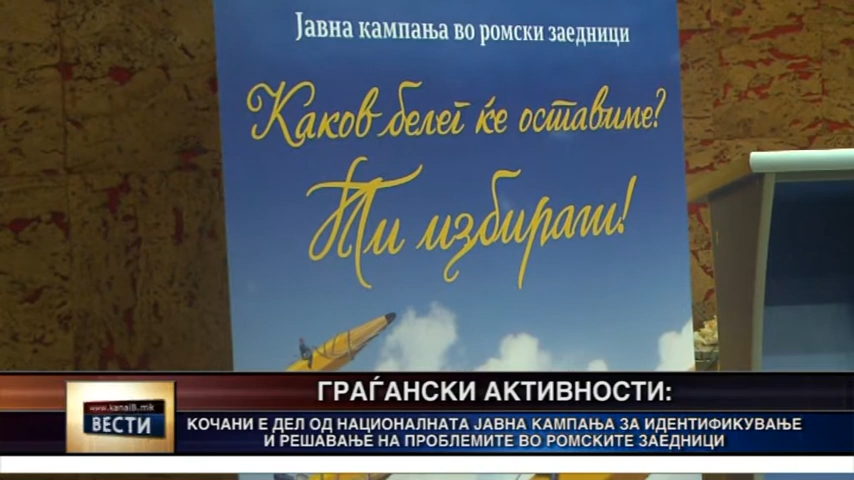 Јавна кампања во ромски заедници
Каков белег ќе оставиме?
Ти избираш!
ГРАЃАНСКИ АКТИВНОСТИ:
www.kanal8.mk
ВЕСТИ
КОЧАНИ Е ДЕЛ ОД НАЦИОНАЛНАТА ЈАВНА КАМПАЊА ЗА ИДЕНТИФИКУВАЊЕ
И РЕШАВАЊЕ НА ПРОБЛЕМИТЕ ВО РОМСКИТЕ ЗАЕДНИЦИ